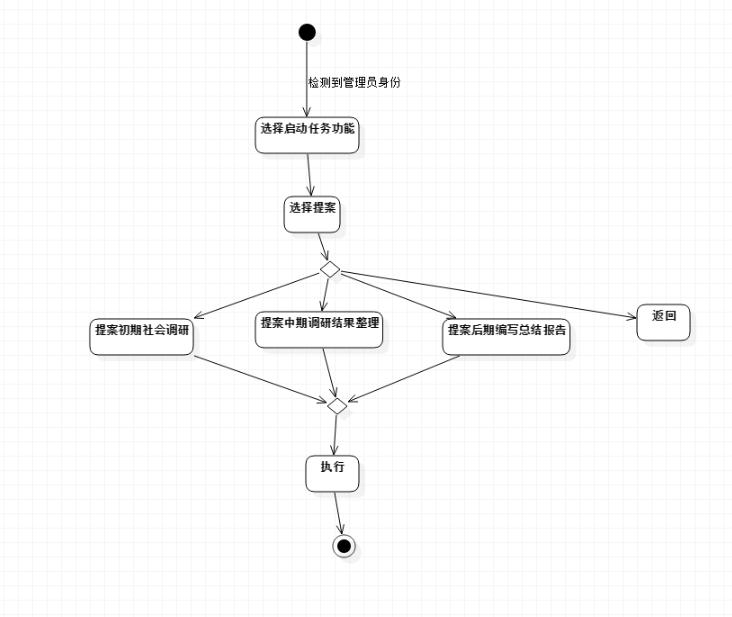 检测到管理员身份
选择启动任务功能
选择提案
提案初期社会调研
提案中期调研结果整理
提案后期编写总结报告
返回
执行